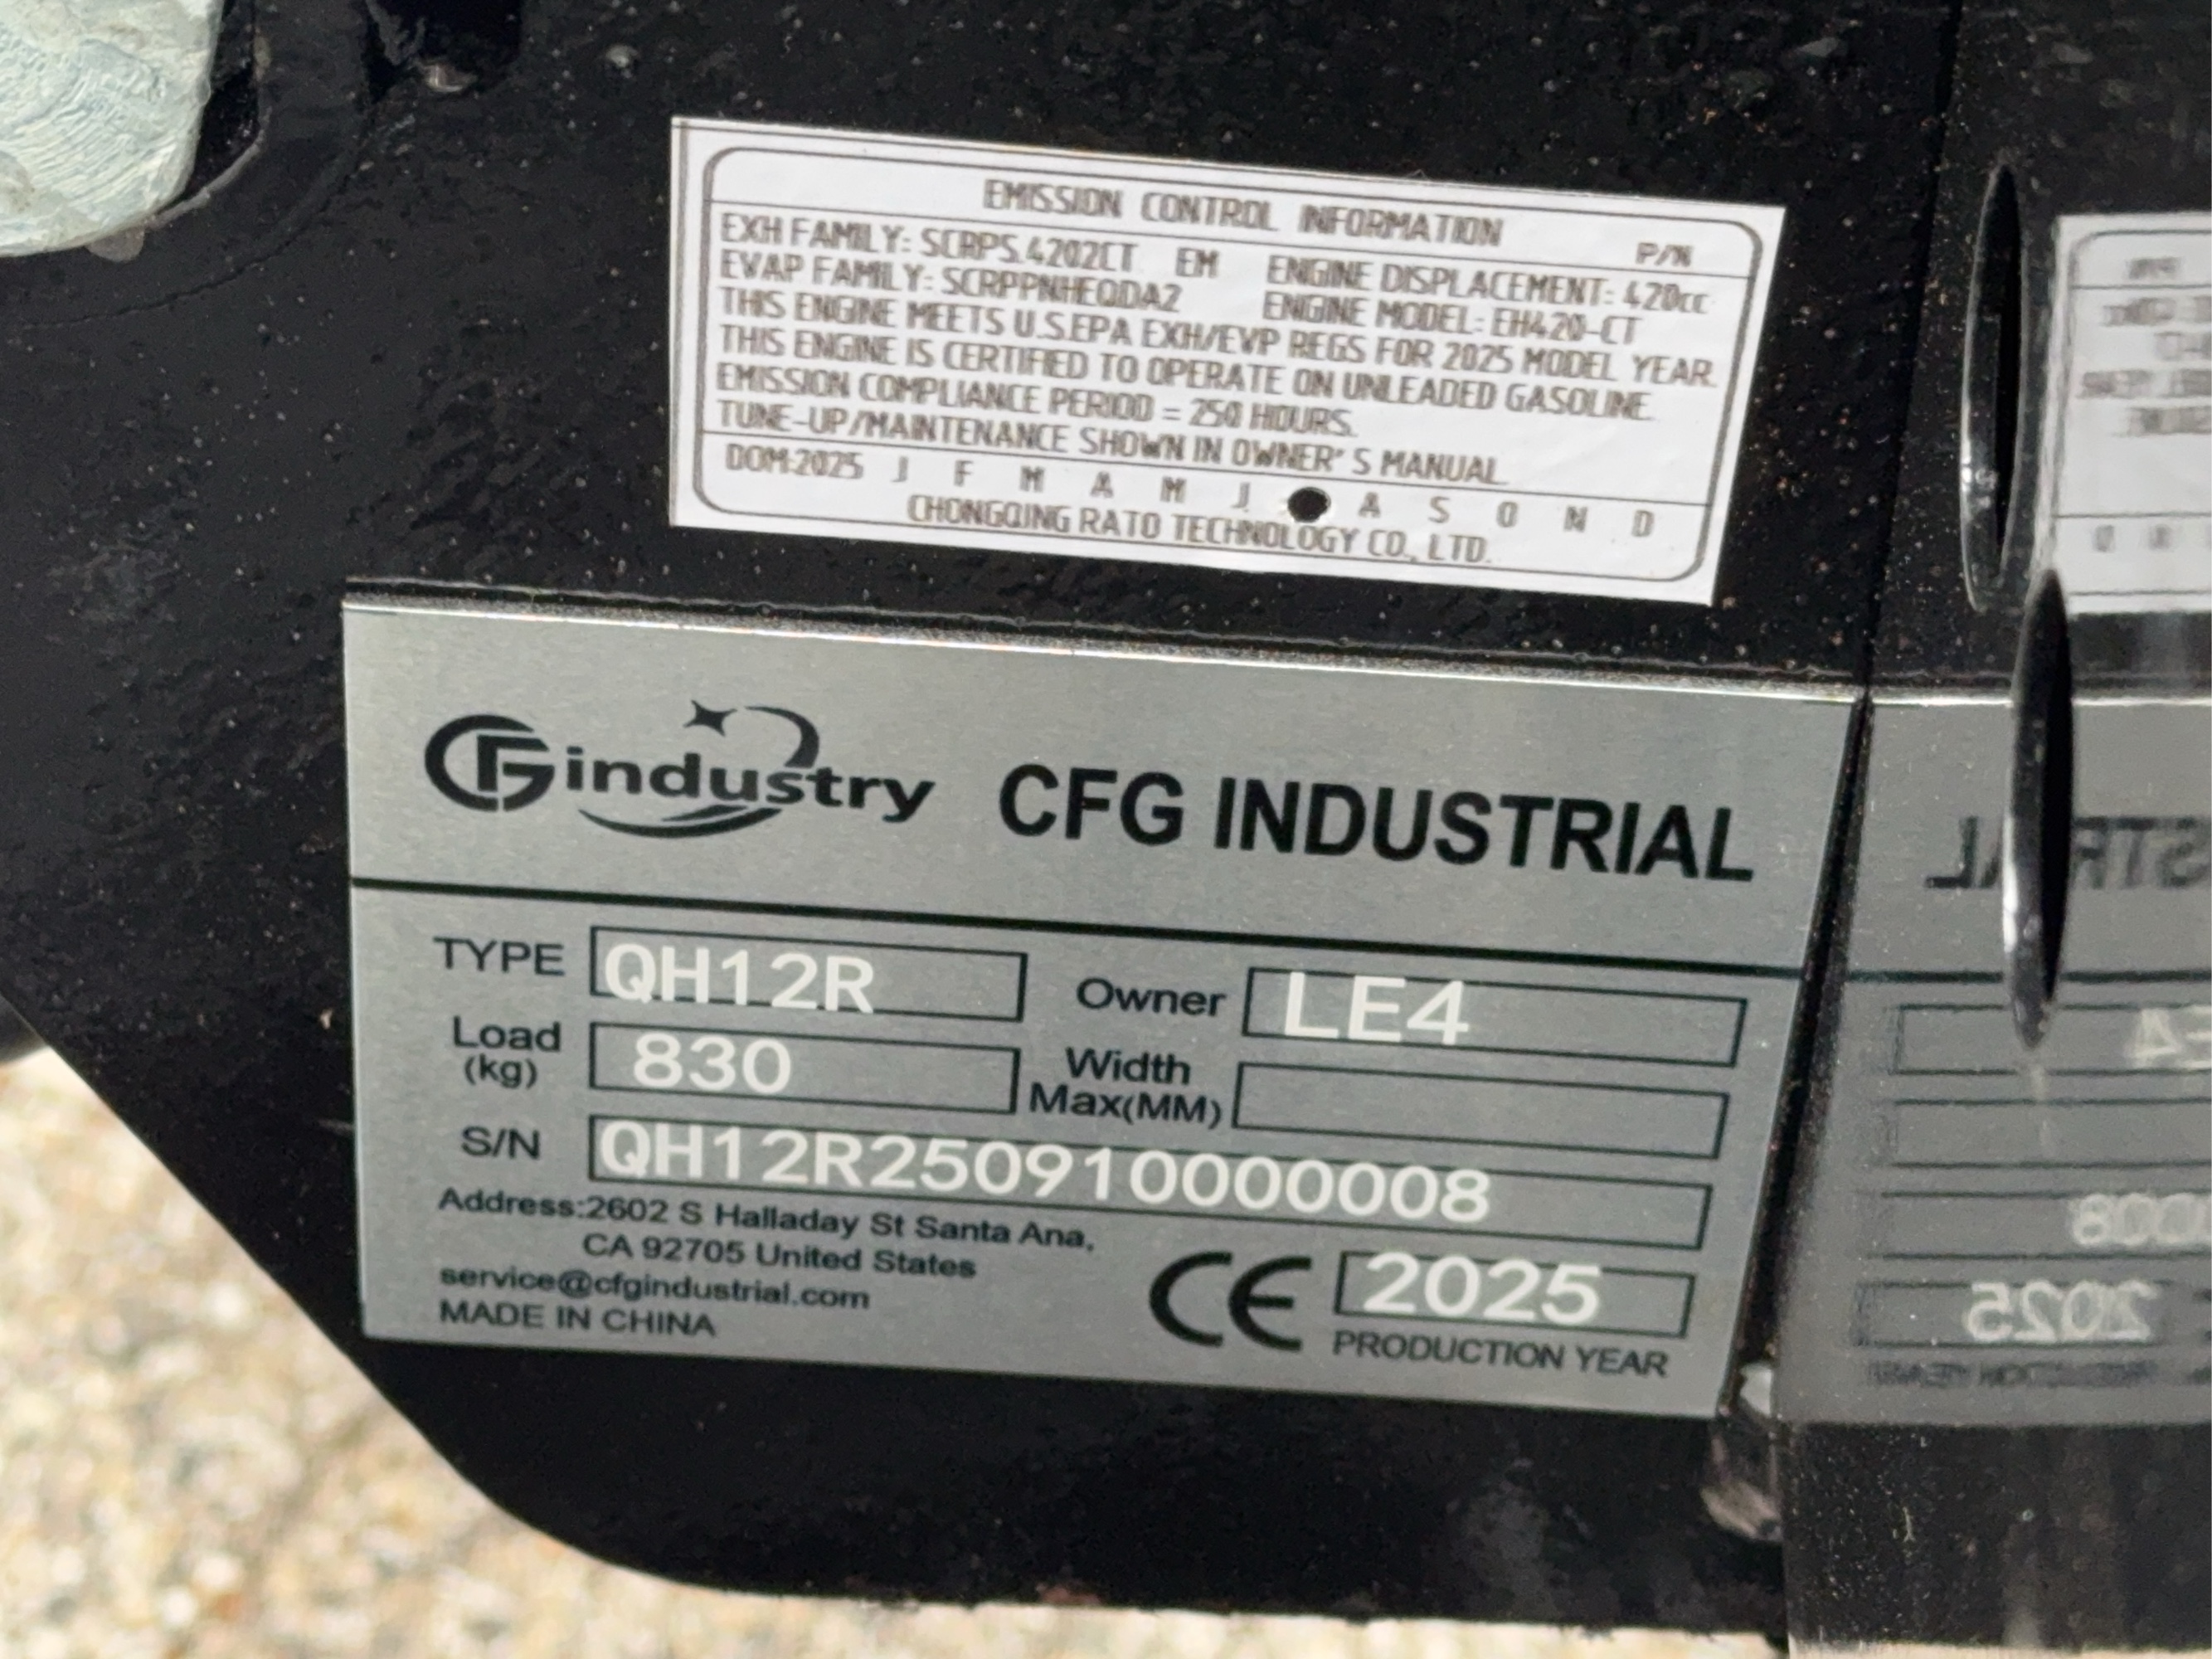 EMISSION CONTROL INFORMATION
P/N
EXH FAMILY: SCRPS.4202CT EM ENGINE DISPLACEMENT: 420cc
EVAP FAMILY: SCRPPNHEQDA2 ENGINE MODEL: EH420-CT
THIS ENGINE MEETS U.S.EPA EXH/EVP REGS FOR 2025 MODEL YEAR.
THIS ENGINE IS CERTIFIED TO OPERATE ON UNLEADED GASOLINE.
EMISSION COMPLIANCE PERIOD = 250 HOURS.
TUNE-UP/MAINTENANCE SHOWN IN OWNER' S MANUAL
DOM:2025 J F M A M J A S O N D
CHONGQING RATO TECHNOLOGY CO., LTD.
CFG industry CFG INDUSTRIAL
TYPE QH12R Owner LE4
Load (kg) 830 Width Max(MM)
S/N QH12R250910000008
Address:2602 S Halladay St Santa Ana,
CA 92705 United States
service@cfgindustrial.com
MADE IN CHINA
CE 2025
PRODUCTION YEAR